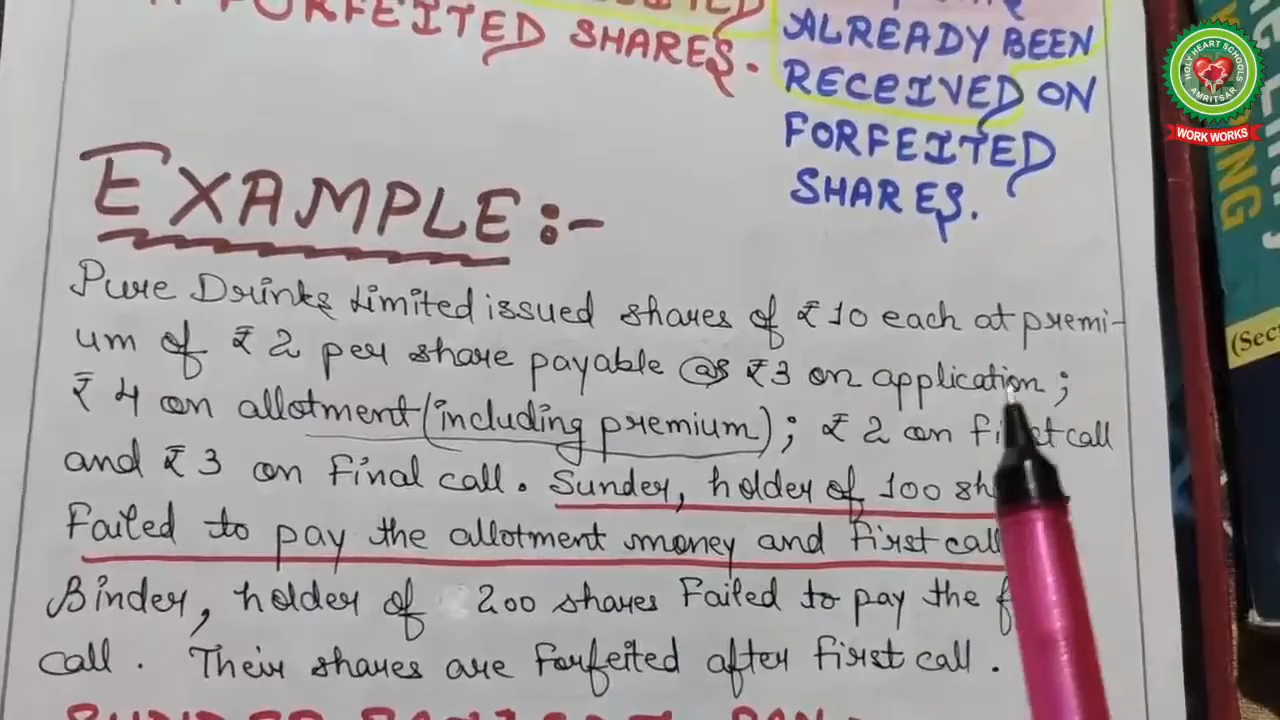 FORFEITED SHARES.
ALREADY BEEN
RECEIVED ON
FORFEITED
SHARES.
EXAMPLE:-
Pure Drinks Limited issued shares of ₹10 each at premi-
um of ₹2 per share payable as ₹3 on application;
₹4 on allotment (including premium); ₹2 on first call
and ₹3 on Final call. Sunder, holder of 100
Failed to pay the allotment money and first call
Binder, holder of 200 shares Failed to pay the
call. Their shares are forfeited after first call.
HOLY HEART SCHOOLS
AMRITSAR
WORK WORKS
(Sec